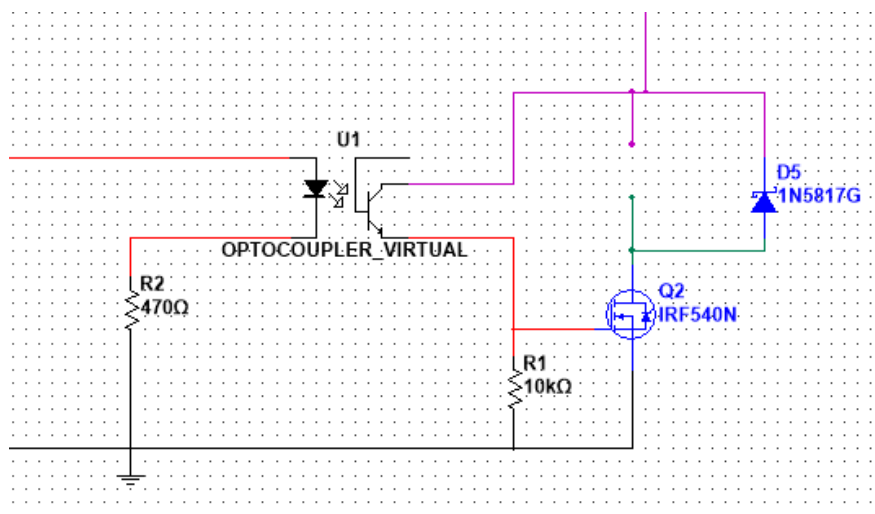 U1
D5
1N5817G
OPTOCOUPLER_VIRTUAL
R2
470Ω
Q2
IRF540N
R1
10kΩ